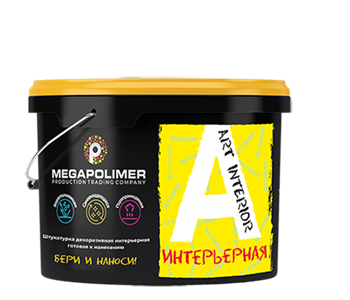 MEGAPOLIMER
PRODUCTION TRADING COMPANY
Штукатурка декоративная интерьерная
готовая к нанесению
БЕРИ И НАНОСИ!
A
ART INTERIOR
ИНТЕРЬЕРНАЯ